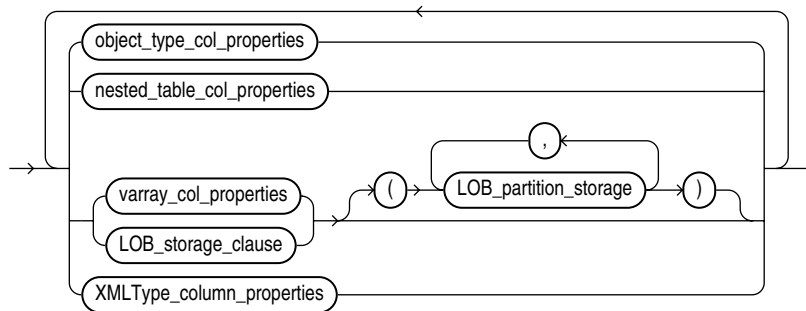 object_type_col_properties
nested_table_col_properties
,
varray_col_properties
( LOB_partition_storage )
LOB_storage_clause
XMLType_column_properties